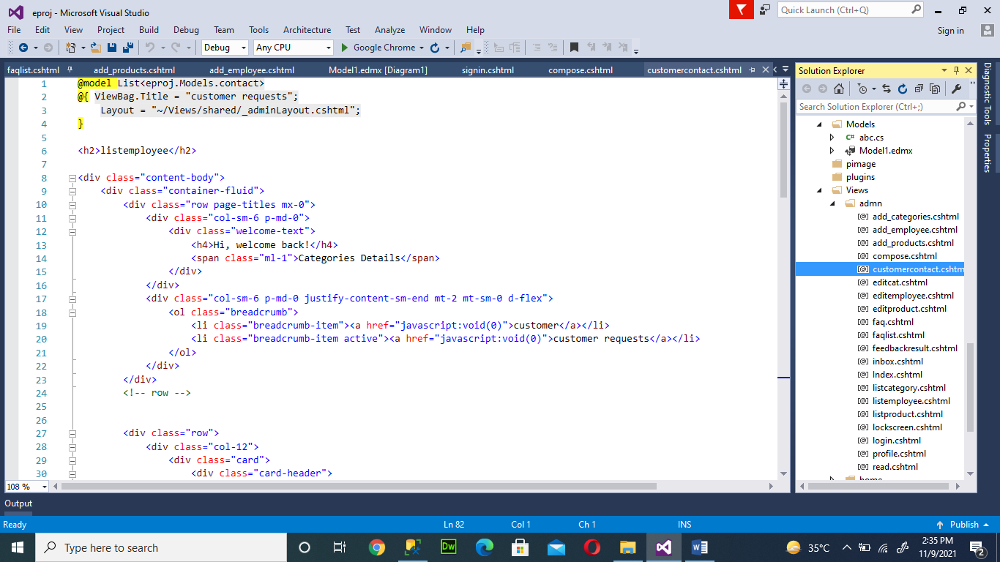 eproj - Microsoft Visual Studio
Quick Launch (Ctrl+Q)
File Edit View Project Build Debug Team Tools Architecture Test Analyze Window Help
Sign in
Debug Any CPU Google Chrome
faqlist.cshtml add_products.cshtml add_employee.cshtml Model1.edmx [Diagram1] signin.cshtml compose.cshtml customercontact.cshtml
1 @model List<eproj.Models.contact>
2 @{ ViewBag.Title = "customer requests";
3 Layout = "~/Views/shared/_adminLayout.cshtml";
4 }
5
6 <h2>listemployee</h2>
7
8 <div class="content-body">
9 <div class="container-fluid">
10 <div class="row page-titles mx-0">
11 <div class="col-sm-6 p-md-0">
12 <div class="welcome-text">
13 <h4>Hi, welcome back!</h4>
14 <span class="ml-1">Categories Details</span>
15 </div>
16 </div>
17 <div class="col-sm-6 p-md-0 justify-content-sm-end mt-2 mt-sm-0 d-flex">
18 <ol class="breadcrumb">
19 <li class="breadcrumb-item"><a href="javascript:void(0)">customer</a></li>
20 <li class="breadcrumb-item active"><a href="javascript:void(0)">customer requests</a></li>
21 </ol>
22 </div>
23 </div>
24 <!-- row -->
25
26
27 <div class="row">
28 <div class="col-12">
29 <div class="card">
30 <div class="card-header">
108 %
Solution Explorer
Search Solution Explorer (Ctrl+;)
Models
C# abc.cs
Model1.edmx
pimage
plugins
Views
admn
add_categories.cshtml
add_employee.cshtml
add_products.cshtml
compose.cshtml
customercontact.cshtm
editcat.cshtml
editemployee.cshtml
editproduct.cshtml
faq.cshtml
faqlist.cshtml
feedbackresult.cshtml
inbox.cshtml
Index.cshtml
listcategory.cshtml
listemployee.cshtml
listproduct.cshtml
lockscreen.cshtml
login.cshtml
profile.cshtml
read.cshtml
home
Diagnostic Tools
Properties
Output
Ready Ln 82 Col 1 Ch 1 INS Publish
Type here to search
Dw
35°C
2:35 PM
11/9/2021
2